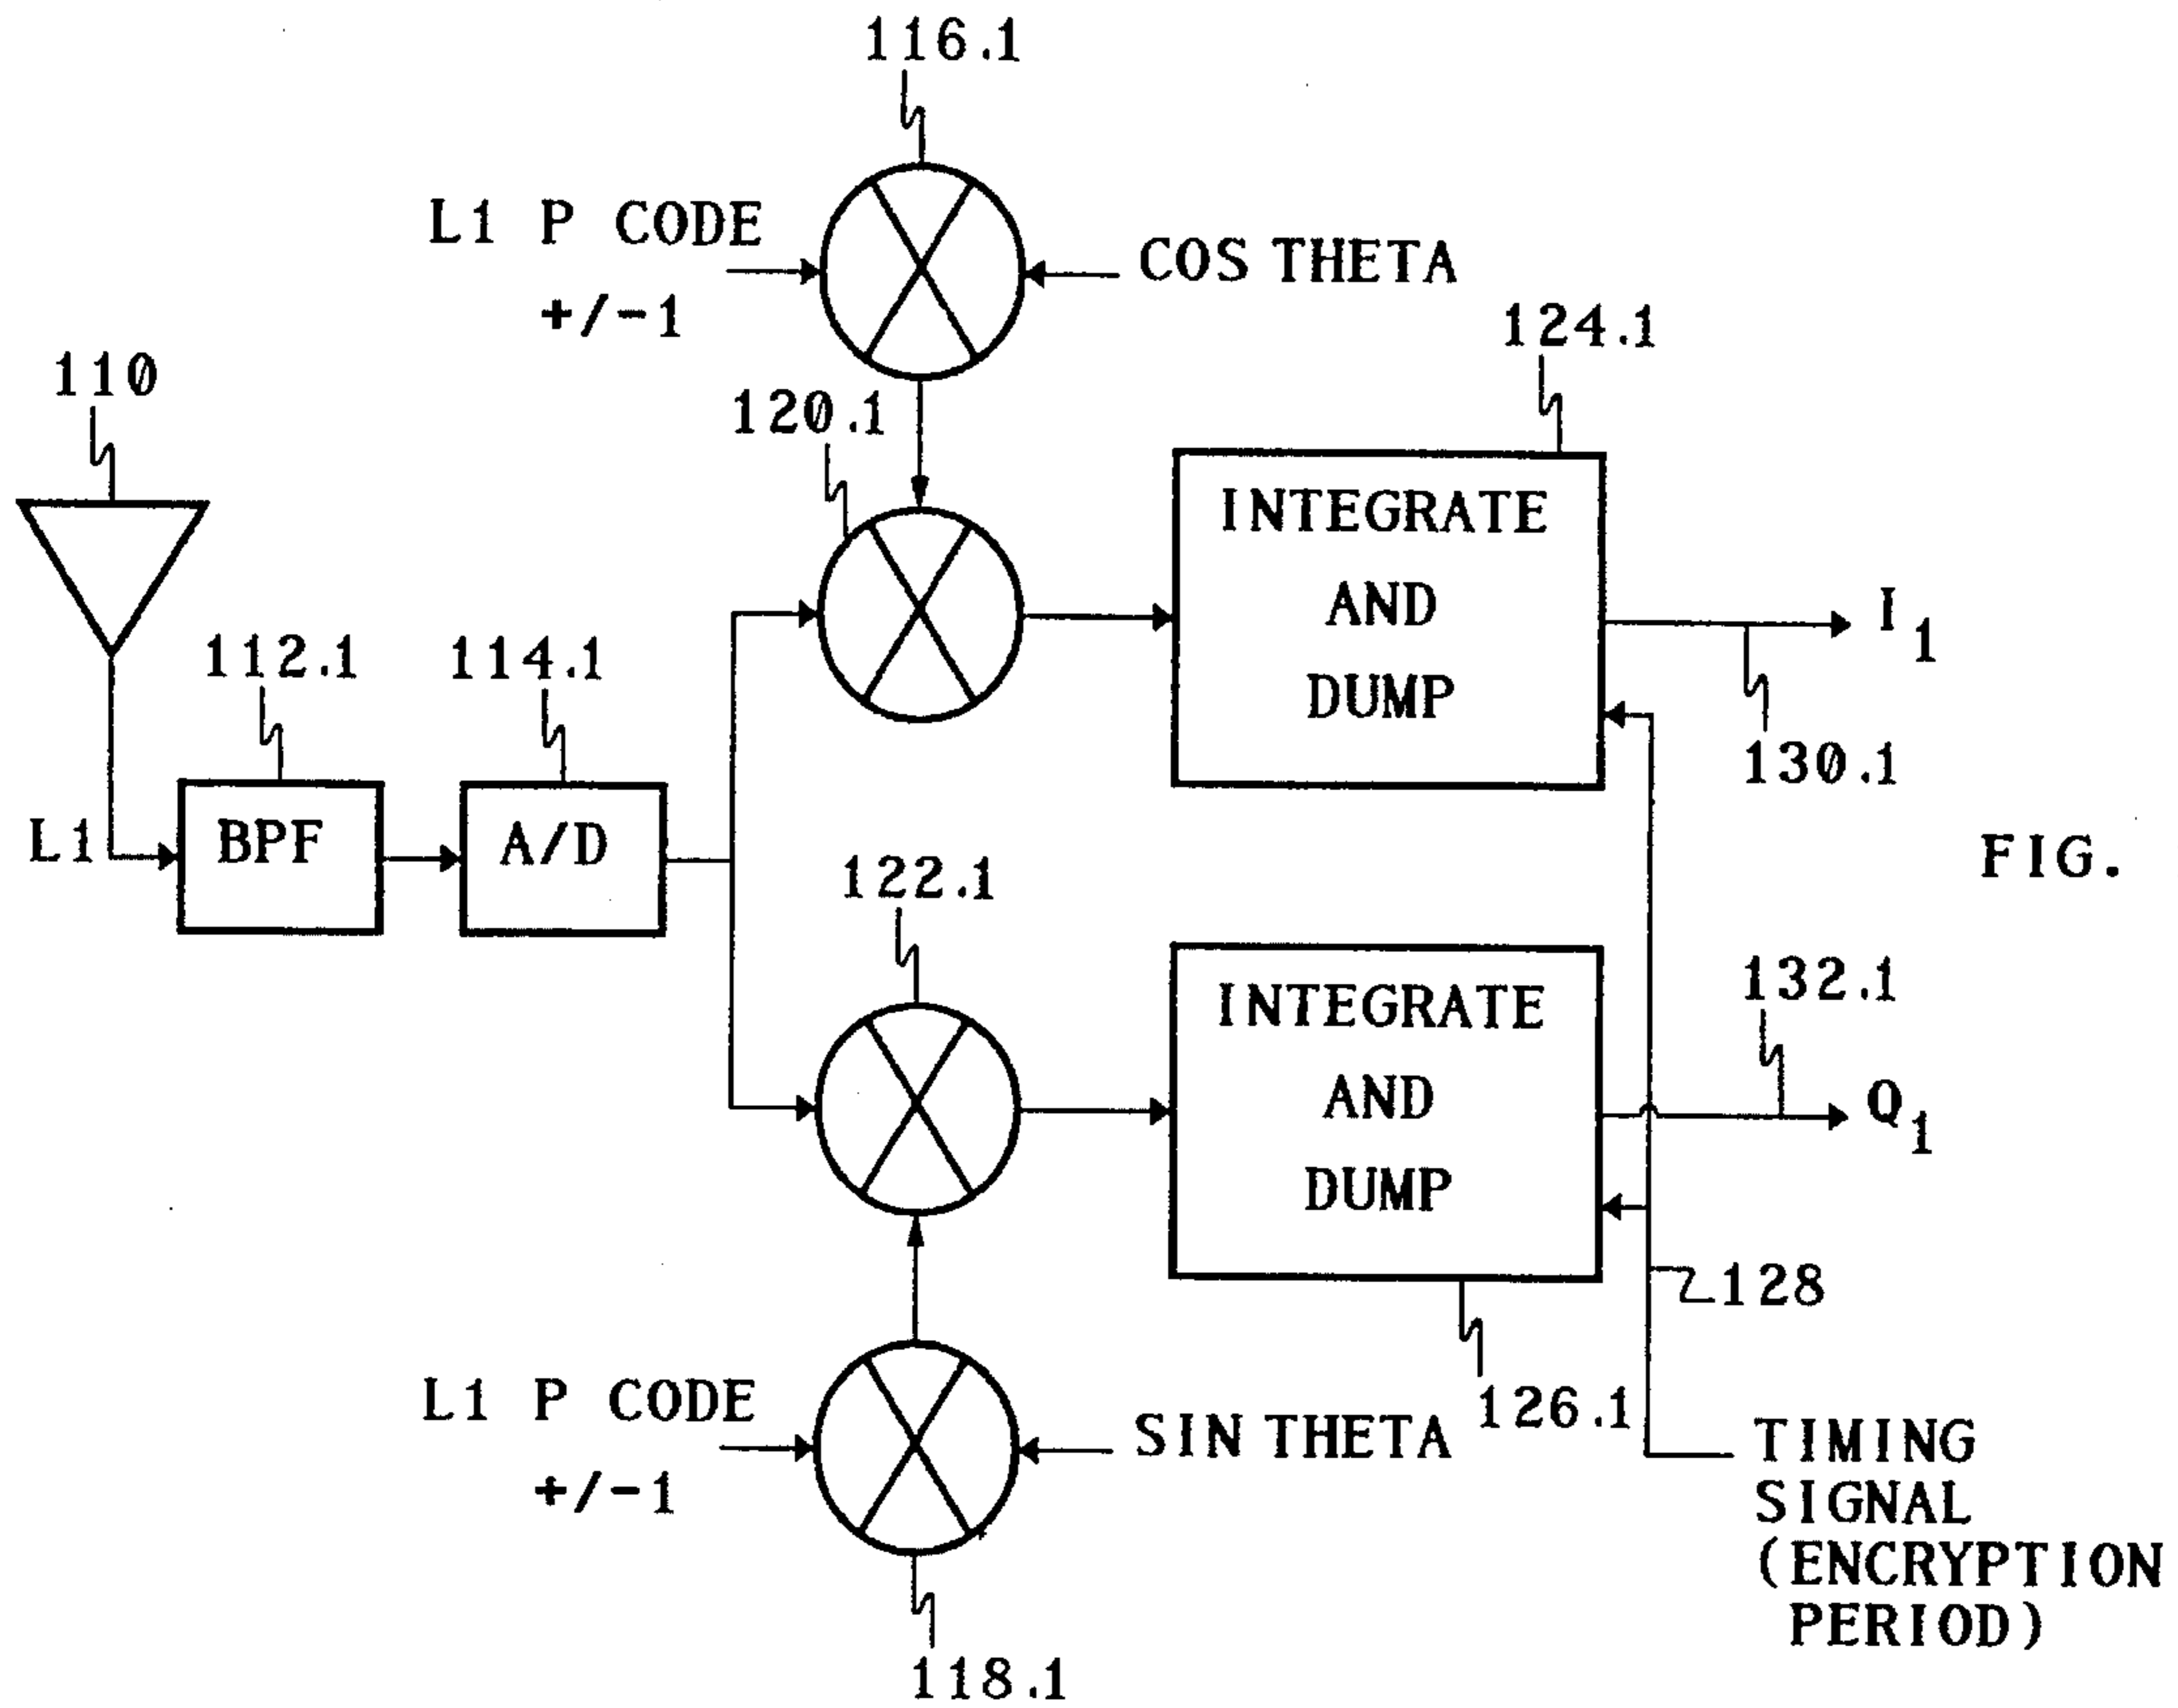 116.1
L1 P CODE
+/-1
COS THETA
124.1
110
120.1
INTEGRATE
AND
DUMP
I1
130.1
112.1
114.1
L1
BPF
A/D
FIG.
122.1
132.1
INTEGRATE
AND
DUMP
Q1
128
126.1
L1 P CODE
+/-1
SIN THETA
TIMING
SIGNAL
(ENCRYPTION
PERIOD)
118.1